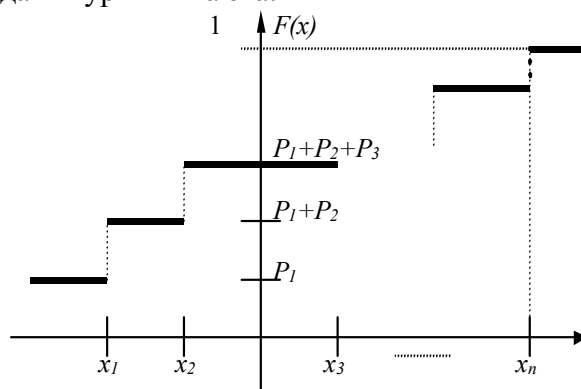 1 F(x)
P₁+P₂+P₃
P₁+P₂
P₁
x₁ x₂ x₃ xₙ